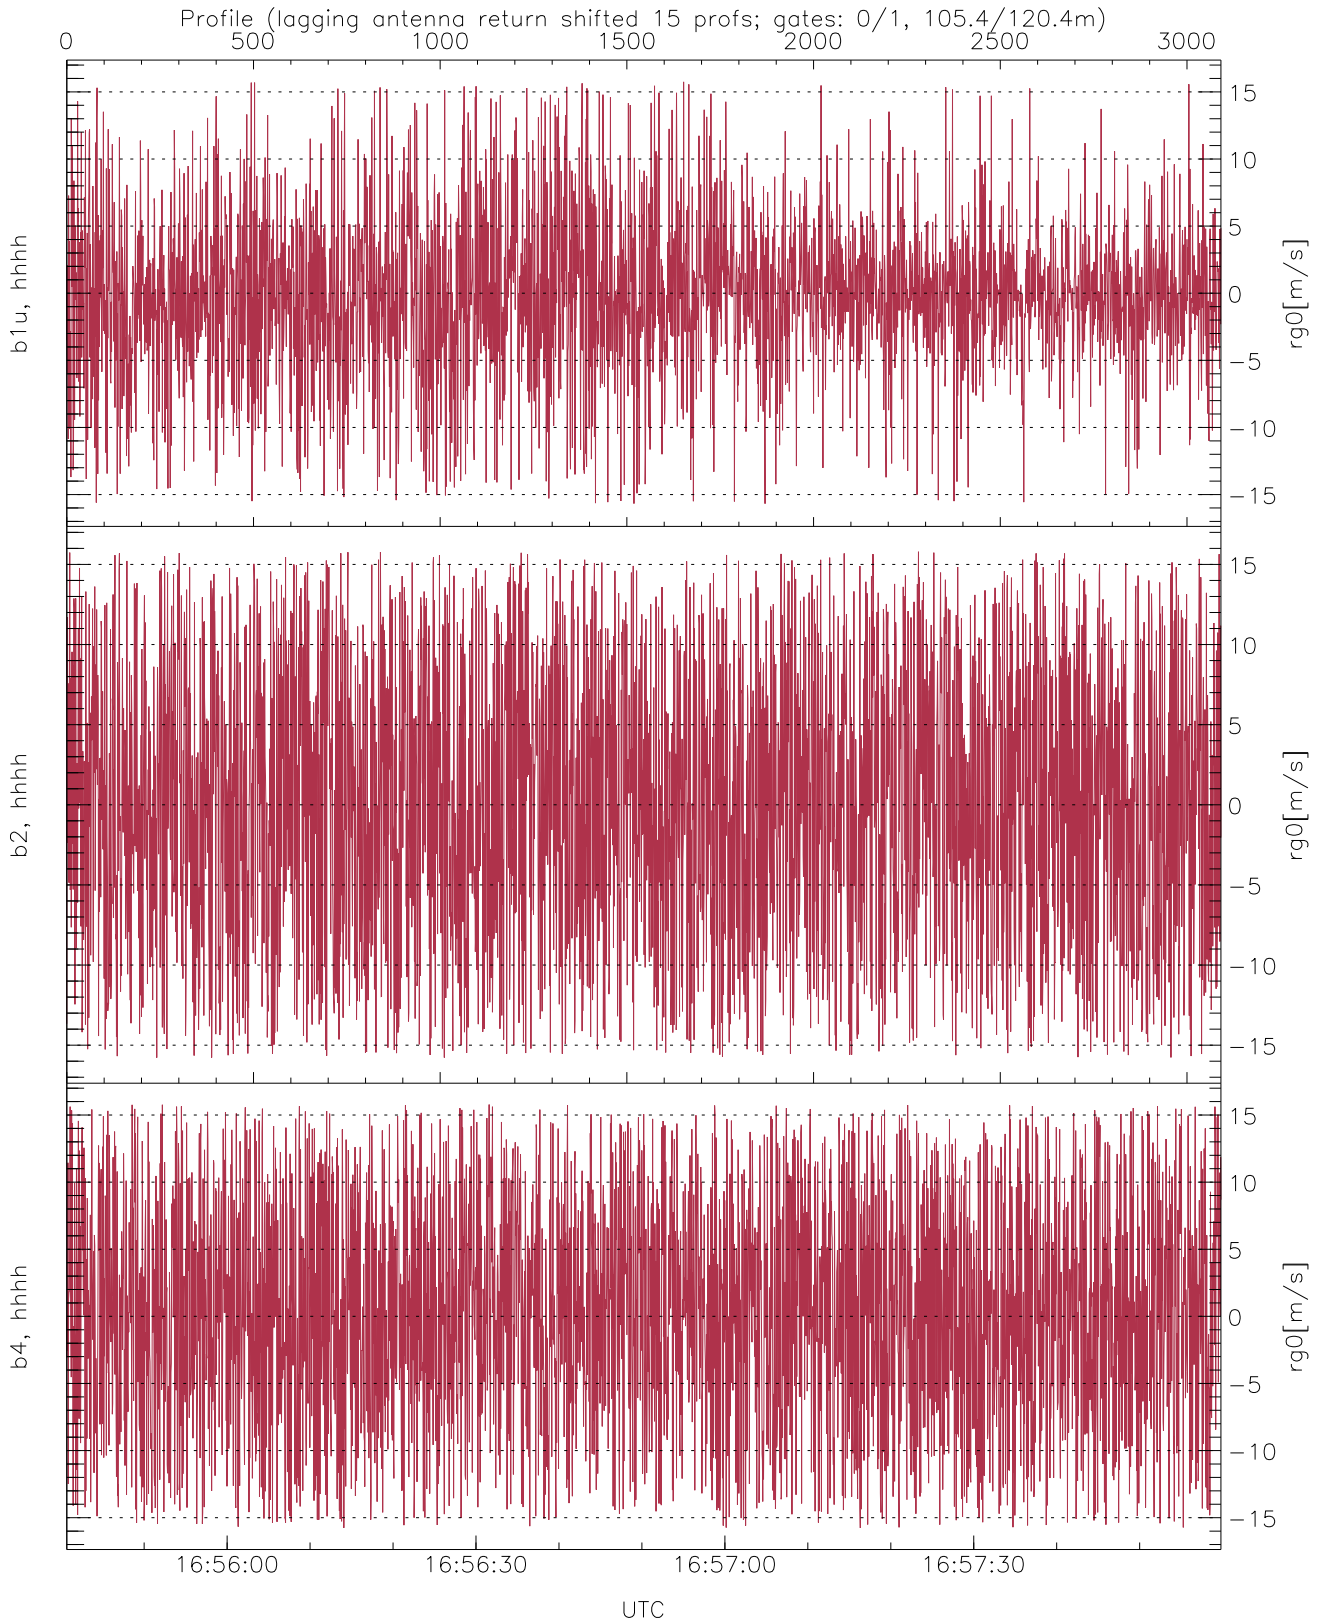 Profile (lagging antenna return shifted 15 profs; gates: 0/1, 105.4/120.4m)
0 500 1000 1500 2000 2500 3000
b1u, hhhh
15
10
5
0
−5
−10
−15
rg0[m/s]
b2, hhhh
15
10
5
0
−5
−10
−15
rg0[m/s]
b4, hhhh
15
10
5
0
−5
−10
−15
rg0[m/s]
16:56:00 16:56:30 16:57:00 16:57:30
UTC